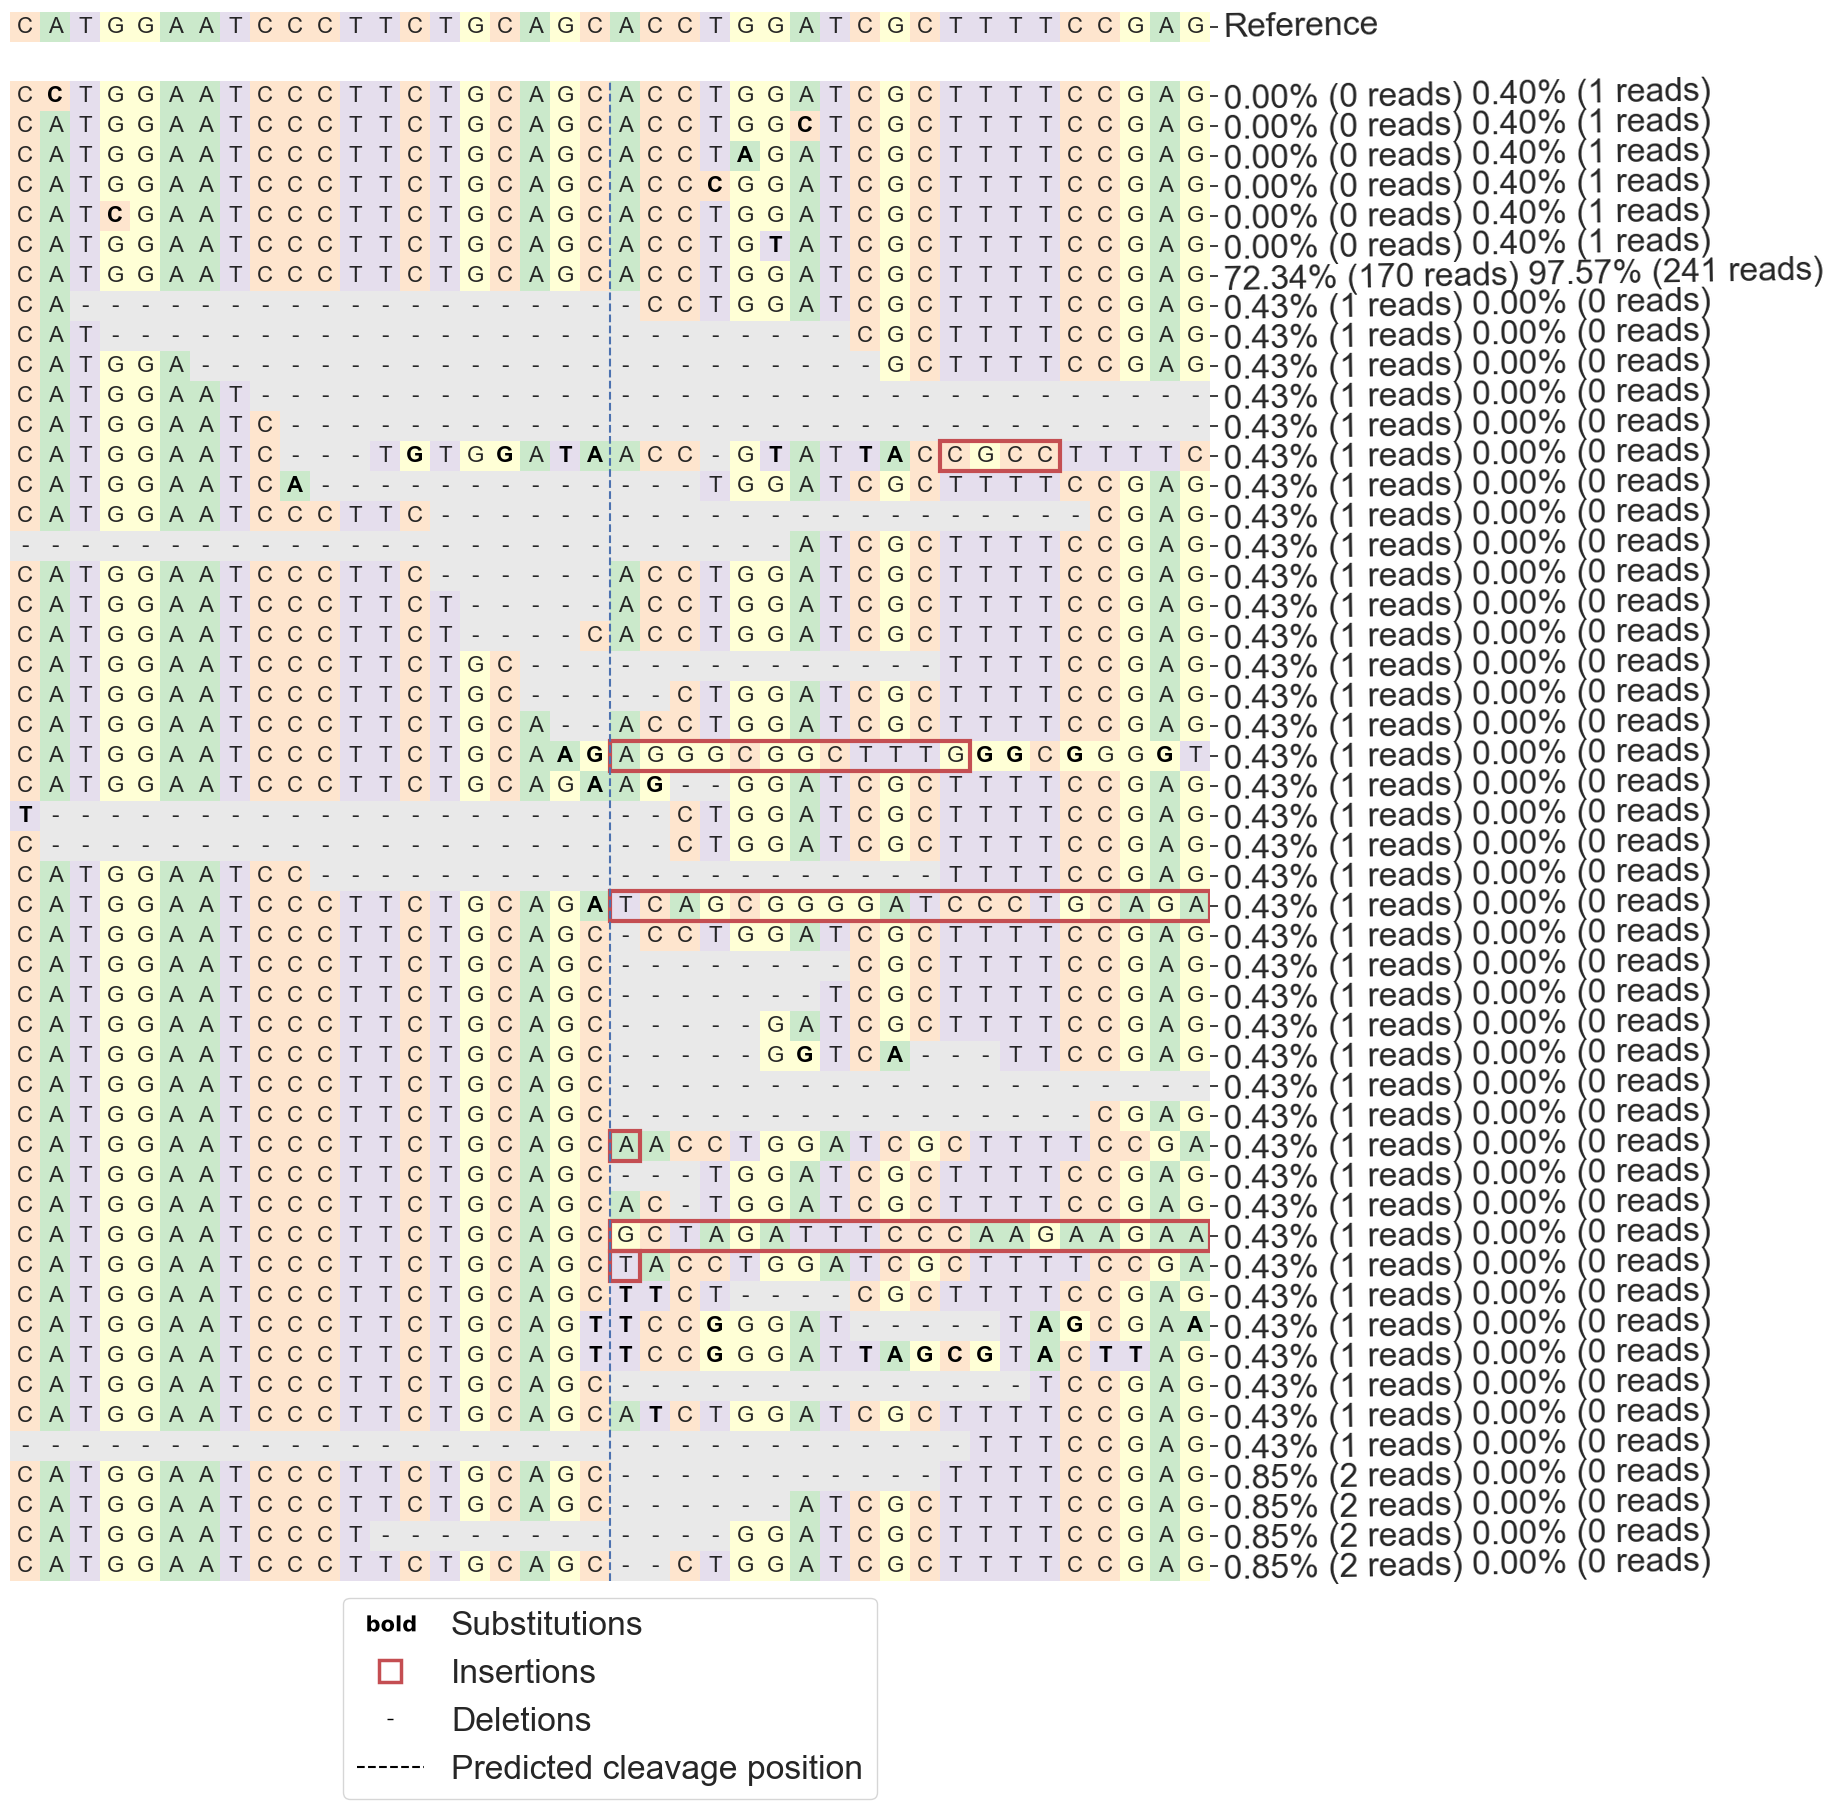 C A T G G A A T C C C T T C T G C A G C A C C T G G A T C G C T T T T C C G A G Reference
C C T G G A A T C C C T T C T G C A G C A C C T G G A T C G C T T T T C C G A G 0.00% (0 reads) 0.40% (1 reads)
C A T G G A A T C C C T T C T G C A G C A C C T G G C T C G C T T T T C C G A G 0.00% (0 reads) 0.40% (1 reads)
C A T G G A A T C C C T T C T G C A G C A C C T A G A T C G C T T T T C C G A G 0.00% (0 reads) 0.40% (1 reads)
C A T G G A A T C C C T T C T G C A G C A C C C G G A T C G C T T T T C C G A G 0.00% (0 reads) 0.40% (1 reads)
C A T C G A A T C C C T T C T G C A G C A C C T G G A T C G C T T T T C C G A G 0.00% (0 reads) 0.40% (1 reads)
C A T G G A A T C C C T T C T G C A G C A C C T G T A T C G C T T T T C C G A G 0.00% (0 reads) 0.40% (1 reads)
C A T G G A A T C C C T T C T G C A G C A C C T G G A T C G C T T T T C C G A G 72.34% (170 reads) 97.57% (241 reads)
C A - - - - - - - - - - - - - - - - - - - C C T G G A T C G C T T T T C C G A G 0.43% (1 reads) 0.00% (0 reads)
C A T - - - - - - - - - - - - - - - - - - - - - - - - - C G C T T T T C C G A G 0.43% (1 reads) 0.00% (0 reads)
C A T G G A - - - - - - - - - - - - - - - - - - - - - - - G C T T T T C C G A G 0.43% (1 reads) 0.00% (0 reads)
C A T G G A A T - - - - - - - - - - - - - - - - - - - - - - - - - - - - - - - - 0.43% (1 reads) 0.00% (0 reads)
C A T G G A A T C - - - - - - - - - - - - - - - - - - - - - - - - - - - - - - - 0.43% (1 reads) 0.00% (0 reads)
C A T G G A A T C - - - T G T G G A T A A C C - G T A T T A C C G C C T T T T C 0.43% (1 reads) 0.00% (0 reads)
C A T G G A A T C A - - - - - - - - - - - - - T G G A T C G C T T T T C C G A G 0.43% (1 reads) 0.00% (0 reads)
C A T G G A A T C C C T T C - - - - - - - - - - - - - - - - - - - - - - C G A G 0.43% (1 reads) 0.00% (0 reads)
- - - - - - - - - - - - - - - - - - - - - - - - - - A T C G C T T T T C C G A G 0.43% (1 reads) 0.00% (0 reads)
C A T G G A A T C C C T T C - - - - - - A C C T G G A T C G C T T T T C C G A G 0.43% (1 reads) 0.00% (0 reads)
C A T G G A A T C C C T T C T - - - - - A C C T G G A T C G C T T T T C C G A G 0.43% (1 reads) 0.00% (0 reads)
C A T G G A A T C C C T T C T - - - - C A C C T G G A T C G C T T T T C C G A G 0.43% (1 reads) 0.00% (0 reads)
C A T G G A A T C C C T T C T G C - - - - - - - - - - - - - - T T T T C C G A G 0.43% (1 reads) 0.00% (0 reads)
C A T G G A A T C C C T T C T G C - - - - - C T G G A T C G C T T T T C C G A G 0.43% (1 reads) 0.00% (0 reads)
C A T G G A A T C C C T T C T G C A - - A C C T G G A T C G C T T T T C C G A G 0.43% (1 reads) 0.00% (0 reads)
C A T G G A A T C C C T T C T G C A A G A G G G C G G C T T T G G G C G G G G T 0.43% (1 reads) 0.00% (0 reads)
C A T G G A A T C C C T T C T G C A G A A G - - G G A T C G C T T T T C C G A G 0.43% (1 reads) 0.00% (0 reads)
T - - - - - - - - - - - - - - - - - - - - - C T G G A T C G C T T T T C C G A G 0.43% (1 reads) 0.00% (0 reads)
C - - - - - - - - - - - - - - - - - - - - - C T G G A T C G C T T T T C C G A G 0.43% (1 reads) 0.00% (0 reads)
C A T G G A A T C C - - - - - - - - - - - - - - - - - - - - - T T T T C C G A G 0.43% (1 reads) 0.00% (0 reads)
C A T G G A A T C C C T T C T G C A G A T C A G C G G G G A T C C C T G C A G A 0.43% (1 reads) 0.00% (0 reads)
C A T G G A A T C C C T T C T G C A G C - C C T G G A T C G C T T T T C C G A G 0.43% (1 reads) 0.00% (0 reads)
C A T G G A A T C C C T T C T G C A G C - - - - - - - - C G C T T T T C C G A G 0.43% (1 reads) 0.00% (0 reads)
C A T G G A A T C C C T T C T G C A G C - - - - - - - T C G C T T T T C C G A G 0.43% (1 reads) 0.00% (0 reads)
C A T G G A A T C C C T T C T G C A G C - - - - - G A T C G C T T T T C C G A G 0.43% (1 reads) 0.00% (0 reads)
C A T G G A A T C C C T T C T G C A G C - - - - - G G T C A - - - T T C C G A G 0.43% (1 reads) 0.00% (0 reads)
C A T G G A A T C C C T T C T G C A G C - - - - - - - - - - - - - - - - - - - - 0.43% (1 reads) 0.00% (0 reads)
C A T G G A A T C C C T T C T G C A G C - - - - - - - - - - - - - - - - C G A G 0.43% (1 reads) 0.00% (0 reads)
C A T G G A A T C C C T T C T G C A G C A A C C T G G A T C G C T T T T C C G A 0.43% (1 reads) 0.00% (0 reads)
C A T G G A A T C C C T T C T G C A G C - - - T G G A T C G C T T T T C C G A G 0.43% (1 reads) 0.00% (0 reads)
C A T G G A A T C C C T T C T G C A G C A C - T G G A T C G C T T T T C C G A G 0.43% (1 reads) 0.00% (0 reads)
C A T G G A A T C C C T T C T G C A G C G C T A G A T T T C C C A A G A A G A A 0.43% (1 reads) 0.00% (0 reads)
C A T G G A A T C C C T T C T G C A G C T A C C T G G A T C G C T T T T C C G A 0.43% (1 reads) 0.00% (0 reads)
C A T G G A A T C C C T T C T G C A G C T T C T - - - - C G C T T T T C C G A G 0.43% (1 reads) 0.00% (0 reads)
C A T G G A A T C C C T T C T G C A G T T C C G G G A T - - - - - T A G C G A A 0.43% (1 reads) 0.00% (0 reads)
C A T G G A A T C C C T T C T G C A G T T C C G G G A T T A G C G T A C T T A G 0.43% (1 reads) 0.00% (0 reads)
C A T G G A A T C C C T T C T G C A G C - - - - - - - - - - - - - - T C C G A G 0.43% (1 reads) 0.00% (0 reads)
C A T G G A A T C C C T T C T G C A G C A T C T G G A T C G C T T T T C C G A G 0.43% (1 reads) 0.00% (0 reads)
- - - - - - - - - - - - - - - - - - - - - - - - - - - - - - - - T T T C C G A G 0.43% (1 reads) 0.00% (0 reads)
C A T G G A A T C C C T T C T G C A G C - - - - - - - - - - - T T T T C C G A G 0.85% (2 reads) 0.00% (0 reads)
C A T G G A A T C C C T T C T G C A G C - - - - - - A T C G C T T T T C C G A G 0.85% (2 reads) 0.00% (0 reads)
C A T G G A A T C C C T - - - - - - - - - - - - G G A T C G C T T T T C C G A G 0.85% (2 reads) 0.00% (0 reads)
C A T G G A A T C C C T T C T G C A G C - - C T G G A T C G C T T T T C C G A G 0.85% (2 reads) 0.00% (0 reads)
bold Substitutions
Insertions
- Deletions
Predicted cleavage position